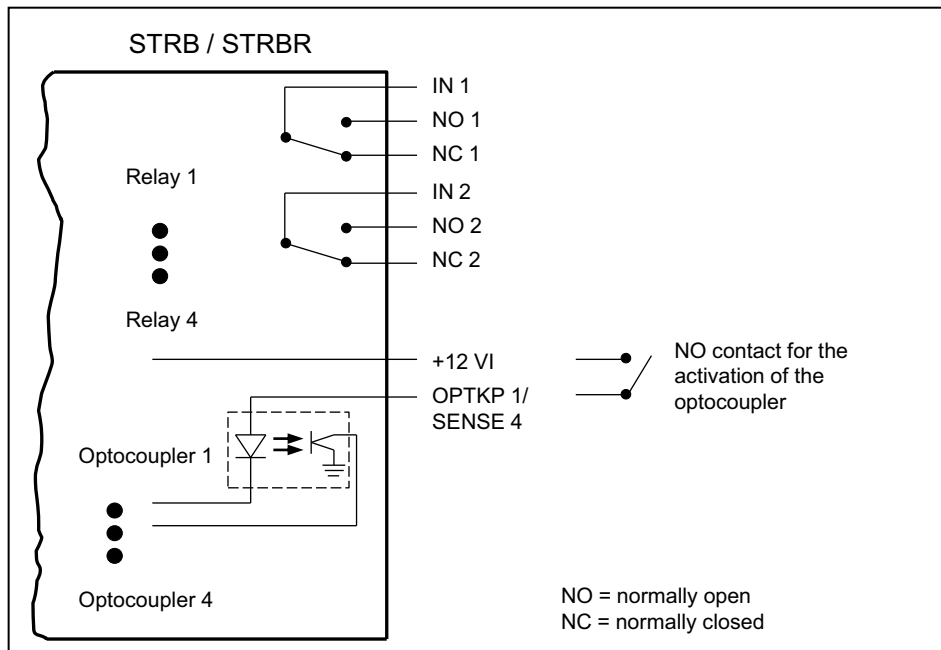 STRB / STRBR
IN 1
NO 1
NC 1
Relay 1
IN 2
NO 2
NC 2
Relay 4
+12 VI
NO contact for the
activation of the
optocoupler
OPTKP 1/
SENSE 4
Optocoupler 1
Optocoupler 4
NO = normally open
NC = normally closed